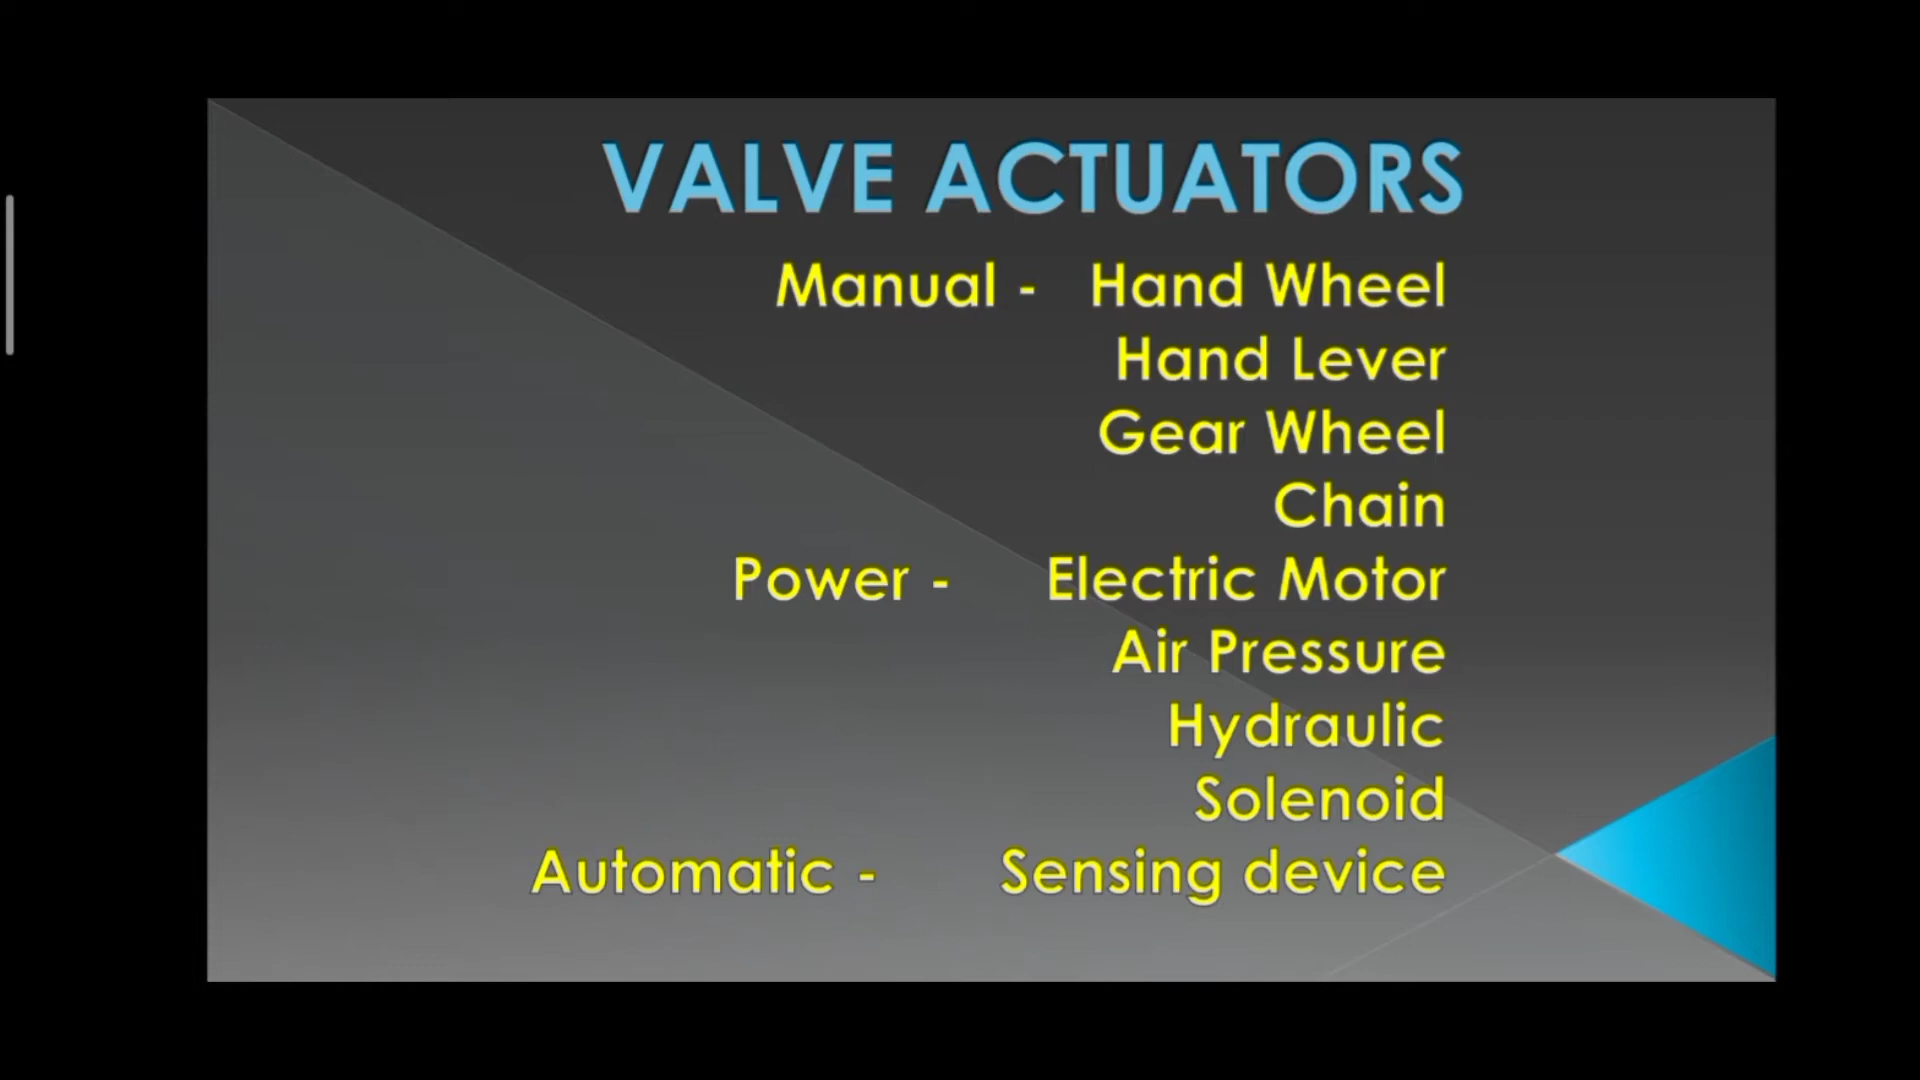 VALVE ACTUATORS
Manual - Hand Wheel
Hand Lever
Gear Wheel
Chain
Power - Electric Motor
Air Pressure
Hydraulic
Solenoid
Automatic - Sensing device